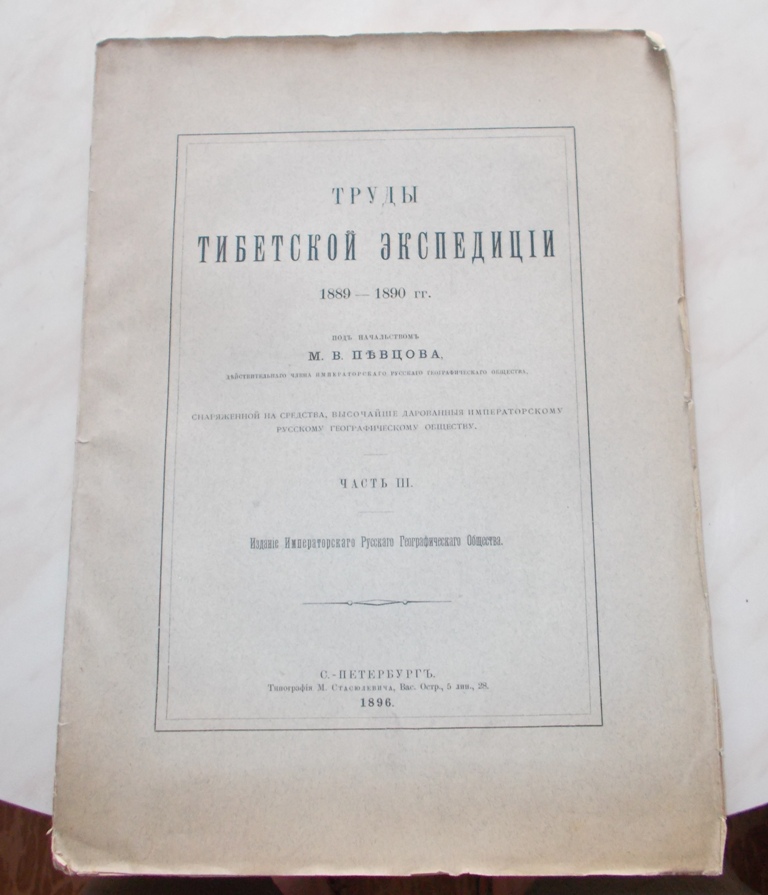 ТРУДЫ
ТИБЕТСКОЙ ЭКСПЕДИЦІИ
1889 — 1890 гг.
ПОДЪ НАЧАЛЬСТВОМЪ
М. В. ПѢВЦОВА,
ДѢЙСТВИТЕЛЬНАГО ЧЛЕНА ИМПЕРАТОРСКАГО РУССКАГО ГЕОГРАФИЧЕСКАГО ОБЩЕСТВА,
СНАРЯЖЕННОЙ НА СРЕДСТВА, ВЫСОЧАЙШЕ ДАРОВАННЫЯ ИМПЕРАТОРСКОМУ
РУССКОМУ ГЕОГРАФИЧЕСКОМУ ОБЩЕСТВУ.
ЧАСТЬ III.
Изданіе Императорскаго Русскаго Географическаго Общества.
С.-ПЕТЕРБУРГЪ.
Типографія М. Стасюлевича, Вас. Остр., 5 лин., 28.
1896.